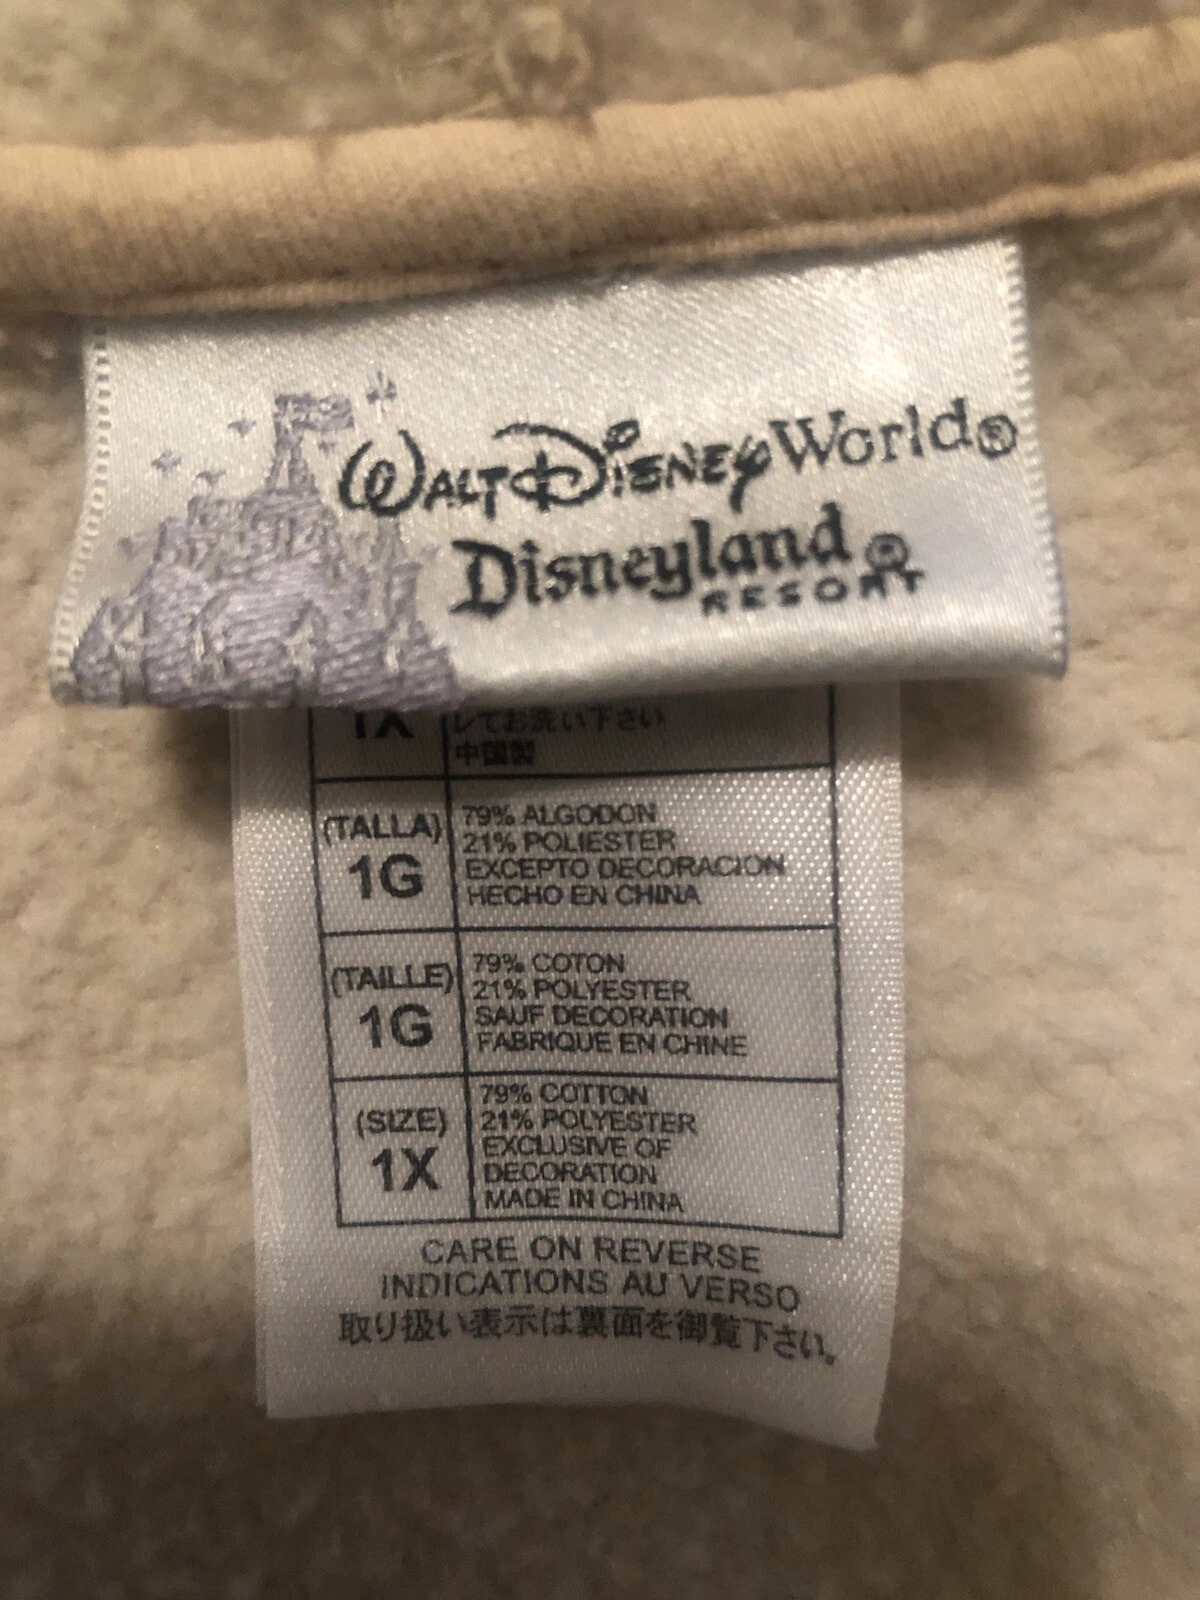 Walt Disney World®
Disneyland®
RESORT
1X
してお洗い下さい
中国製
(TALLA)
1G
79% ALGODON
21% POLIESTER
EXCEPTO DECORACION
HECHO EN CHINA
(TAILLE)
1G
79% COTON
21% POLYESTER
SAUF DECORATION
FABRIQUE EN CHINE
(SIZE)
1X
79% COTTON
21% POLYESTER
EXCLUSIVE OF
DECORATION
MADE IN CHINA
CARE ON REVERSE
INDICATIONS AU VERSO
取り扱い表示は裏面を御覧下さい。